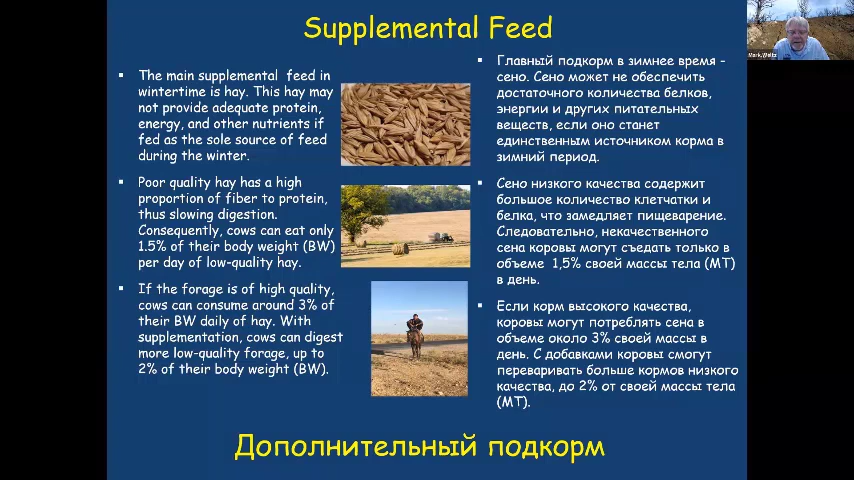 Supplemental Feed
The main supplemental feed in
wintertime is hay. This hay may
not provide adequate protein,
energy, and other nutrients if
fed as the sole source of feed
during the winter.
Poor quality hay has a high
proportion of fiber to protein,
thus slowing digestion.
Consequently, cows can eat only
1.5% of their body weight (BW)
per day of low-quality hay.
If the forage is of high quality,
cows can consume around 3% of
their BW daily of hay. With
supplementation, cows can digest
more low-quality forage, up to
2% of their body weight (BW).
Главный подкорм в зимнее время -
сено. Сено может не обеспечить
достаточного количества белков,
энергии и других питательных
веществ, если оно станет
единственным источником корма в
зимний период.
Сено низкого качества содержит
большое количество клетчатки и
белка, что замедляет пищеварение.
Следовательно, некачественного
сена коровы могут съедать только в
объеме 1,5% своей массы тела (МТ)
в день.
Если корм высокого качества,
коровы могут потреблять сена в
объеме около 3% своей массы в
день. С добавками коровы смогут
переваривать больше кормов низкого
качества, до 2% от своей массы тела
(МТ).
Дополнительный подкорм
Mark.Weltz